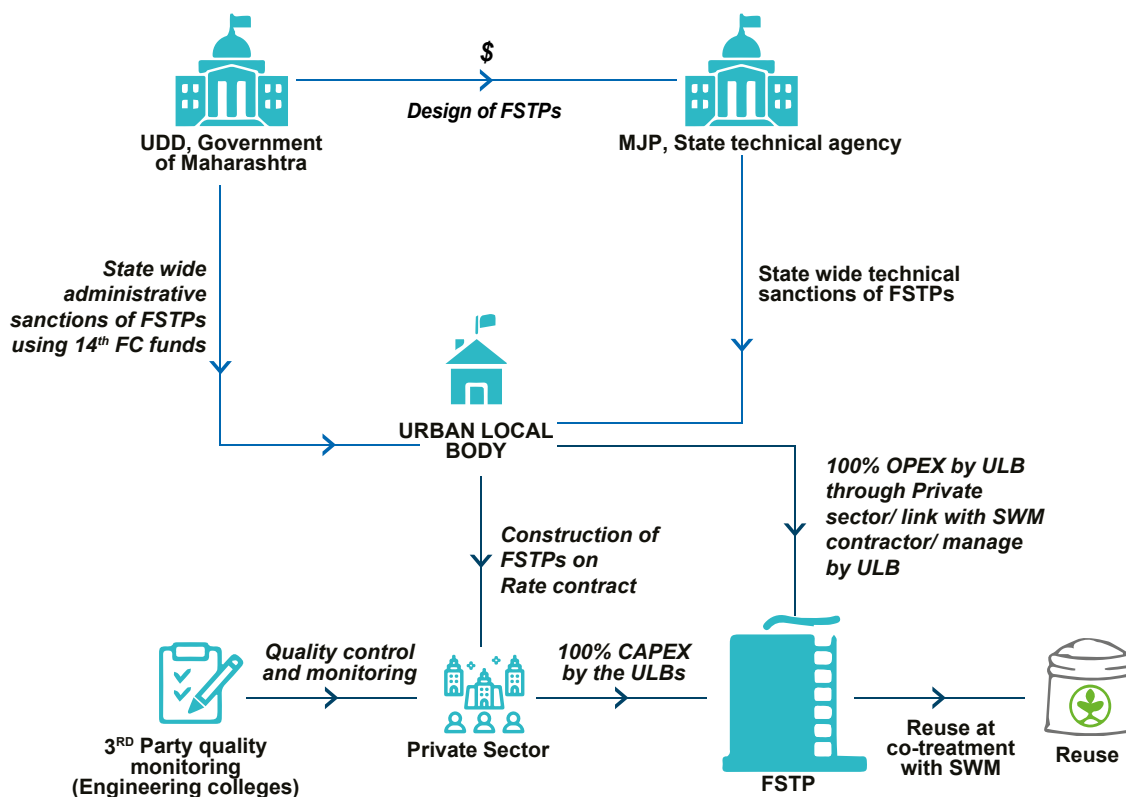 $
Design of FSTPs
UDD, Government
of Maharashtra
MJP, State technical agency
State wide
administrative
sanctions of FSTPs
using 14th FC funds
State wide technical
sanctions of FSTPs
URBAN LOCAL
BODY
100% OPEX by ULB
through Private
sector/ link with SWM
contractor/ manage
by ULB
Construction of
FSTPs on
Rate contract
Quality control
and monitoring
100% CAPEX
by the ULBs
3RD Party quality
monitoring
(Engineering colleges)
Private Sector
FSTP
Reuse at
co-treatment
with SWM
Reuse